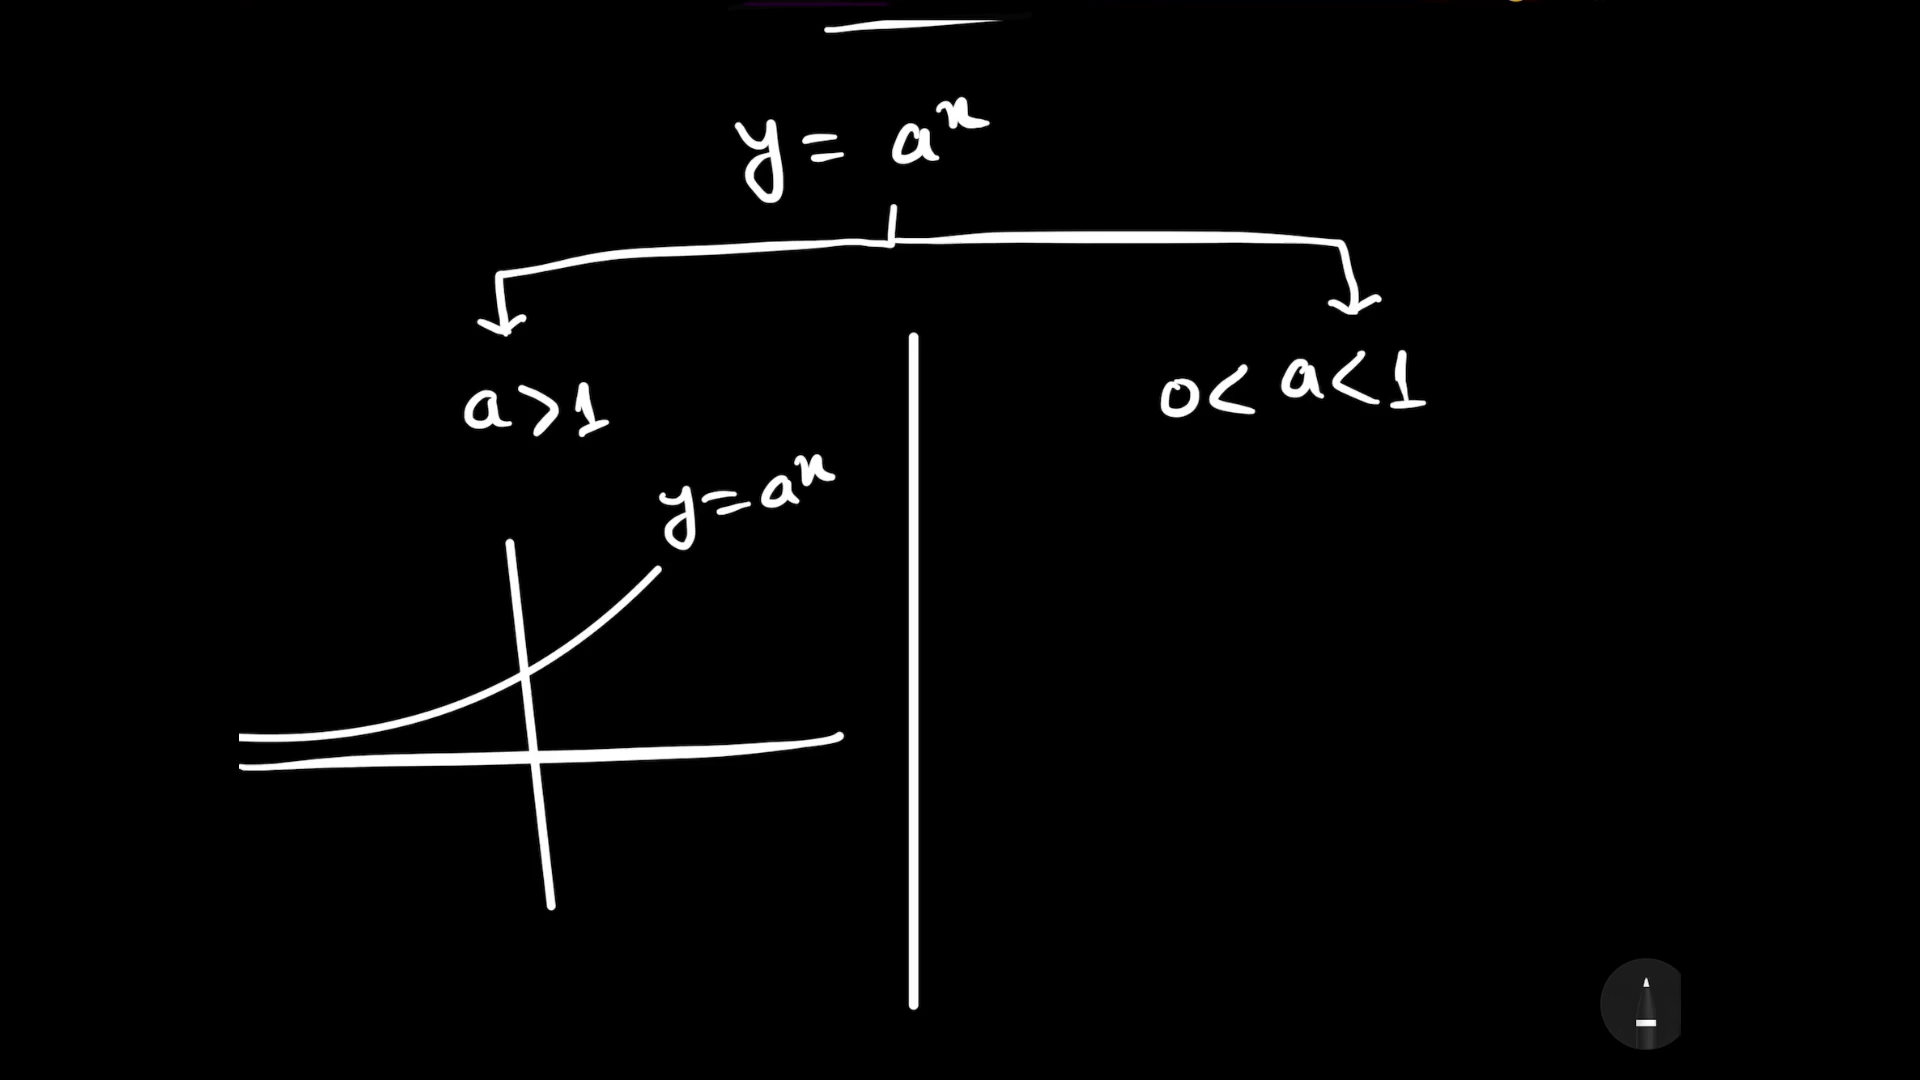 y = a^x
a>1
0<a<1
y=a^x